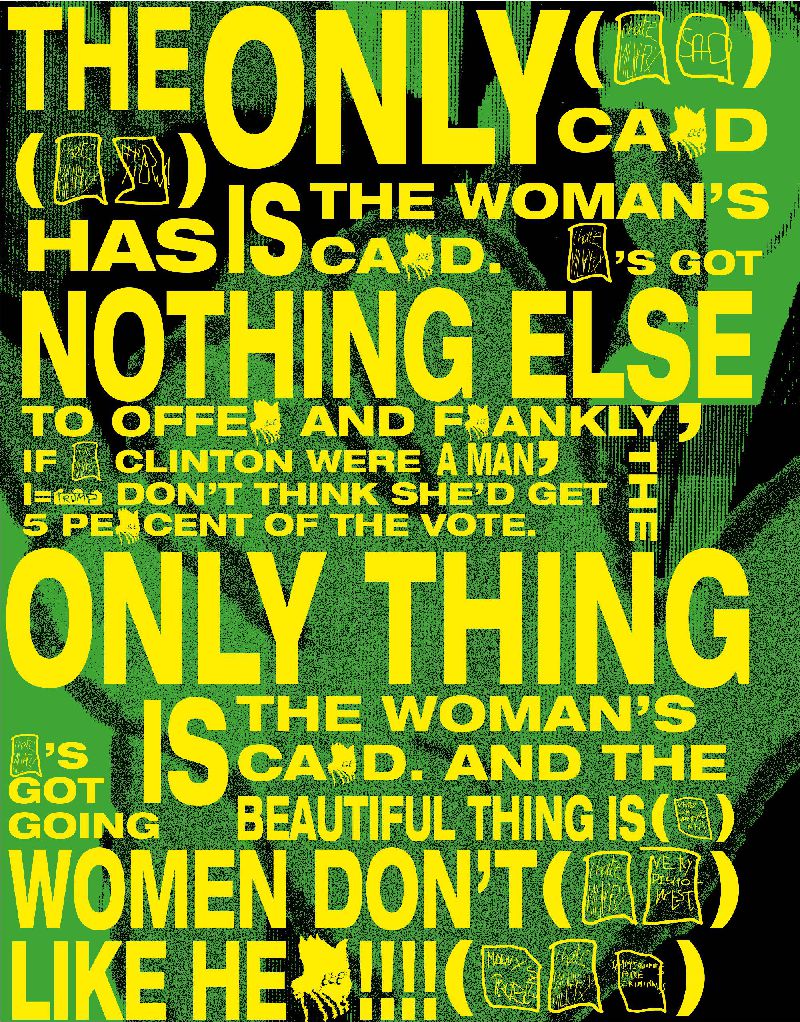 THE ONLY ( SAD )
CA D
( )
HAS IS THE WOMAN’S
CA D. ’S GOT
NOTHING ELSE
TO OFFE AND F ANKLY,
IF CLINTON WERE A MAN,
I=TRUMP DON’T THINK SHE’D GET
5 PE CENT OF THE VOTE.
THE
ONLY THING
’S
GOT
GOING
IS THE WOMAN’S
CA D. AND THE
BEAUTIFUL THING IS ( )
WOMEN DON’T ( )
LIKE HE !!!! ( )